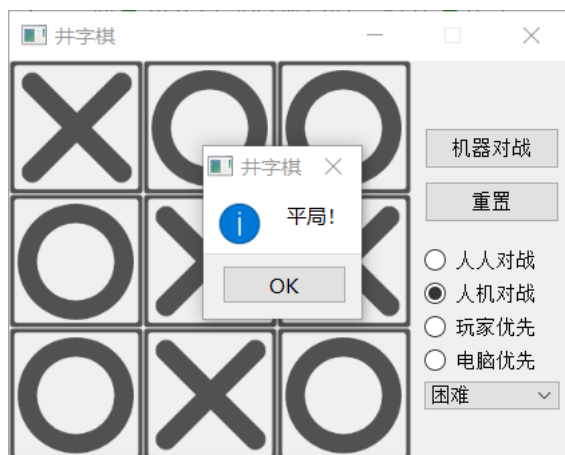 井字棋
井字棋
平局!
OK
机器对战
重置
人人对战
人机对战
玩家优先
电脑优先
困难